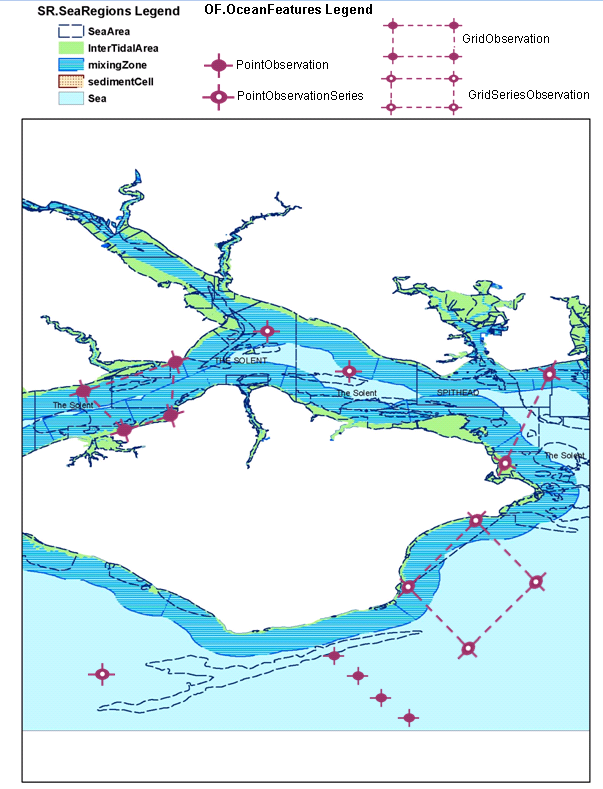 SR.SeaRegions Legend
OF.OceanFeatures Legend
SeaArea
InterTidalArea
mixingZone
sedimentCell
Sea
PointObservation
PointObservationSeries
GridObservation
GridSeriesObservation
THE SOLENT
The Solent
The Solent
SPITHEAD
The Solent